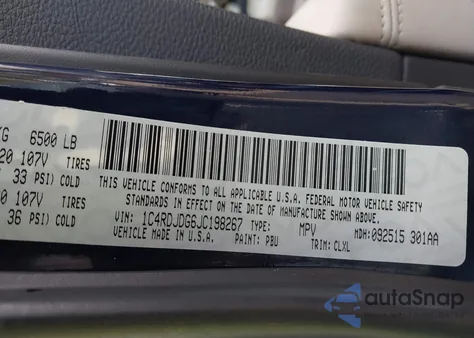 KG 6500 LB
20 107V TIRES
33 PSI) COLD
0 107V TIRES
36 PSI) COLD
THIS VEHICLE CONFORMS TO ALL APPLICABLE U.S.A. FEDERAL MOTOR VEHICLE SAFETY
STANDARDS IN EFFECT ON THE DATE OF MANUFACTURE SHOWN ABOVE.
VIN: 1C4RDJDG6JC198267 TYPE: MPV MDH: 092515 301AA
VEHICLE MADE IN U.S.A. PAINT: PBU TRIM: CLXL
autoSnap